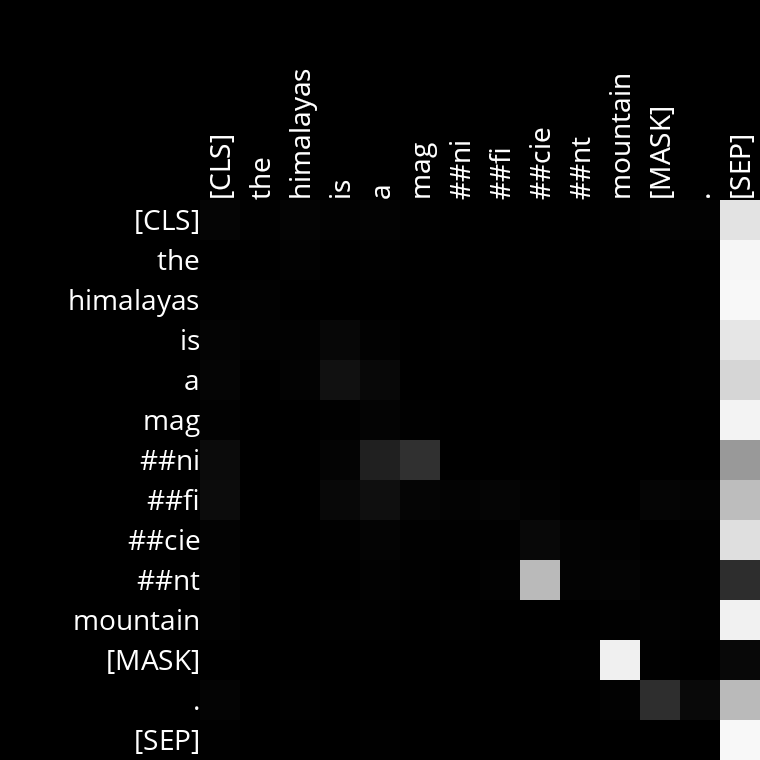 [CLS] the himalayas is a mag ##ni ##fi ##cie ##nt mountain [MASK] . [SEP]
[CLS]
the
himalayas
is
a
mag
##ni
##fi
##cie
##nt
mountain
[MASK]
.
[SEP]